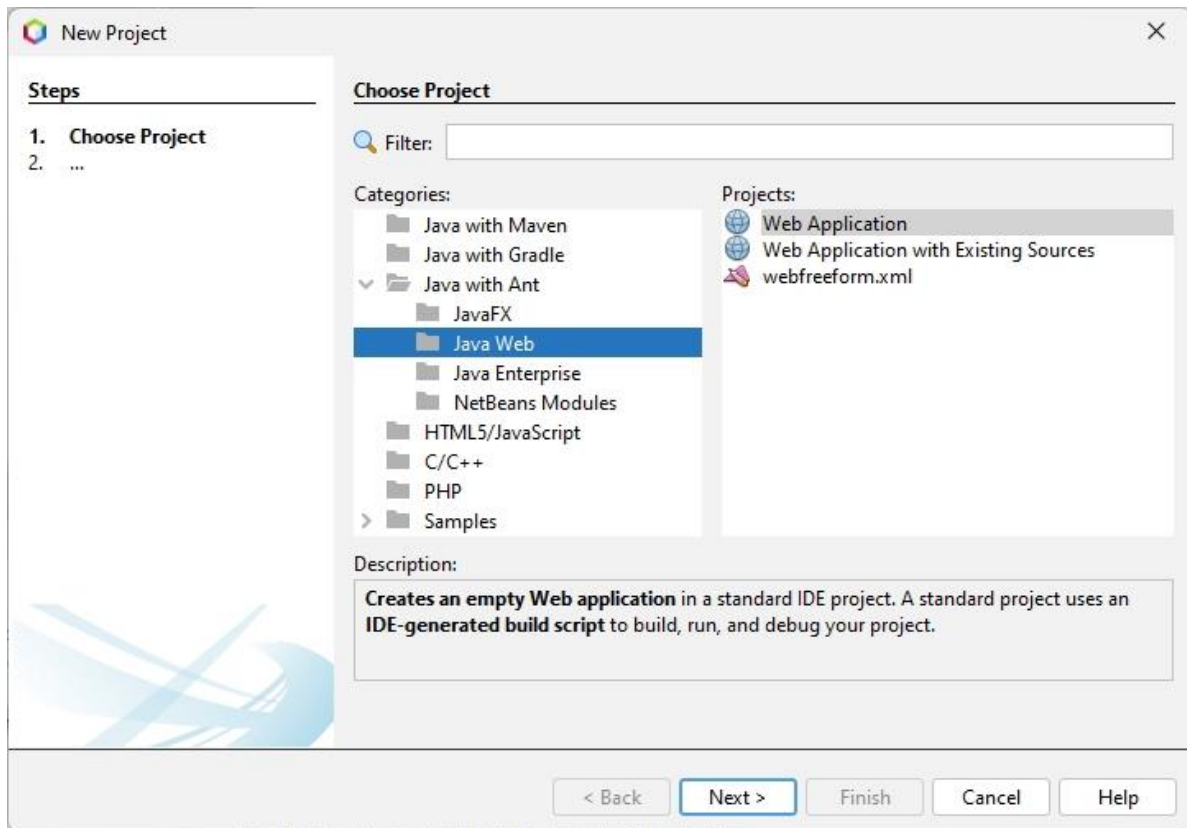 New Project
Steps
1. Choose Project
2. ...
Choose Project
Filter:
Categories:
Java with Maven
Java with Gradle
Java with Ant
JavaFX
Java Web
Java Enterprise
NetBeans Modules
HTML5/JavaScript
C/C++
PHP
Samples
Projects:
Web Application
Web Application with Existing Sources
webfreeform.xml
Description:
Creates an empty Web application in a standard IDE project. A standard project uses an
IDE-generated build script to build, run, and debug your project.
< Back
Next >
Finish
Cancel
Help